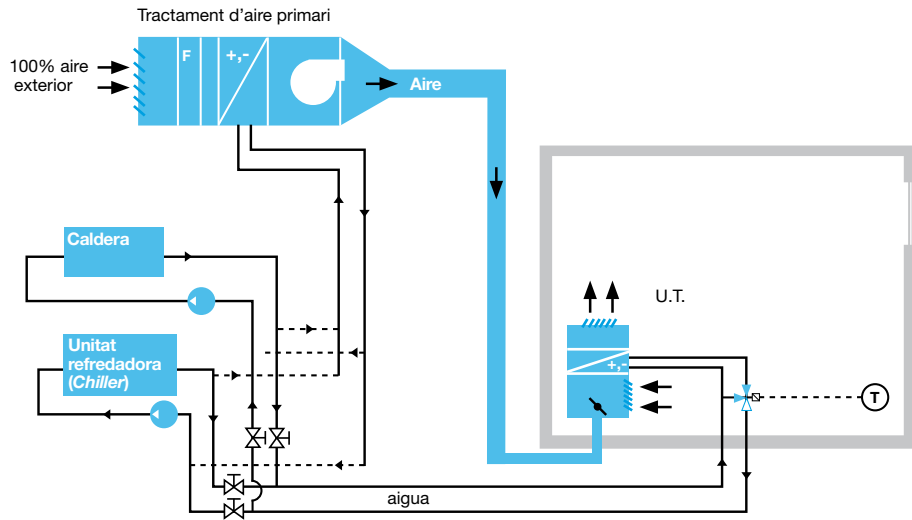 Tractament d'aire primari
100% aire
exterior
F
+,-
Aire
Caldera
Unitat
refredadora
(Chiller)
U.T.
+,-
T
aigua